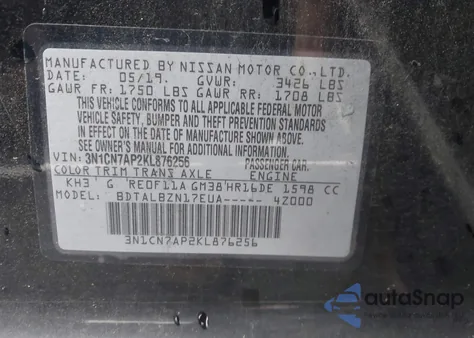 MANUFACTURED BY NISSAN MOTOR CO.,LTD.
DATE: 05/19. GVWR: 3426 LBS
GAWR FR: 1750 LBS GAWR RR: 1708 LBS
THIS VEHICLE CONFORMS TO ALL APPLICABLE FEDERAL MOTOR
VEHICLE SAFETY, BUMPER AND THEFT PREVENTION STANDARDS
IN EFFECT ON THE DATE OF MANUFACTURE SHOWN ABOVE.
SEE OWNER'S MANUAL FOR ADDITIONAL INFORMATION.
VIN: 3N1CN7AP2KL876256 PASSENGER CAR
COLOR TRIM TRANS AXLE ENGINE
KH3 G RE0F11A GM38 HR16DE 1598 CC
MODEL: BDTALBZN17EUA----- 4Z000
3N1CN7AP2KL876256
autoSnap